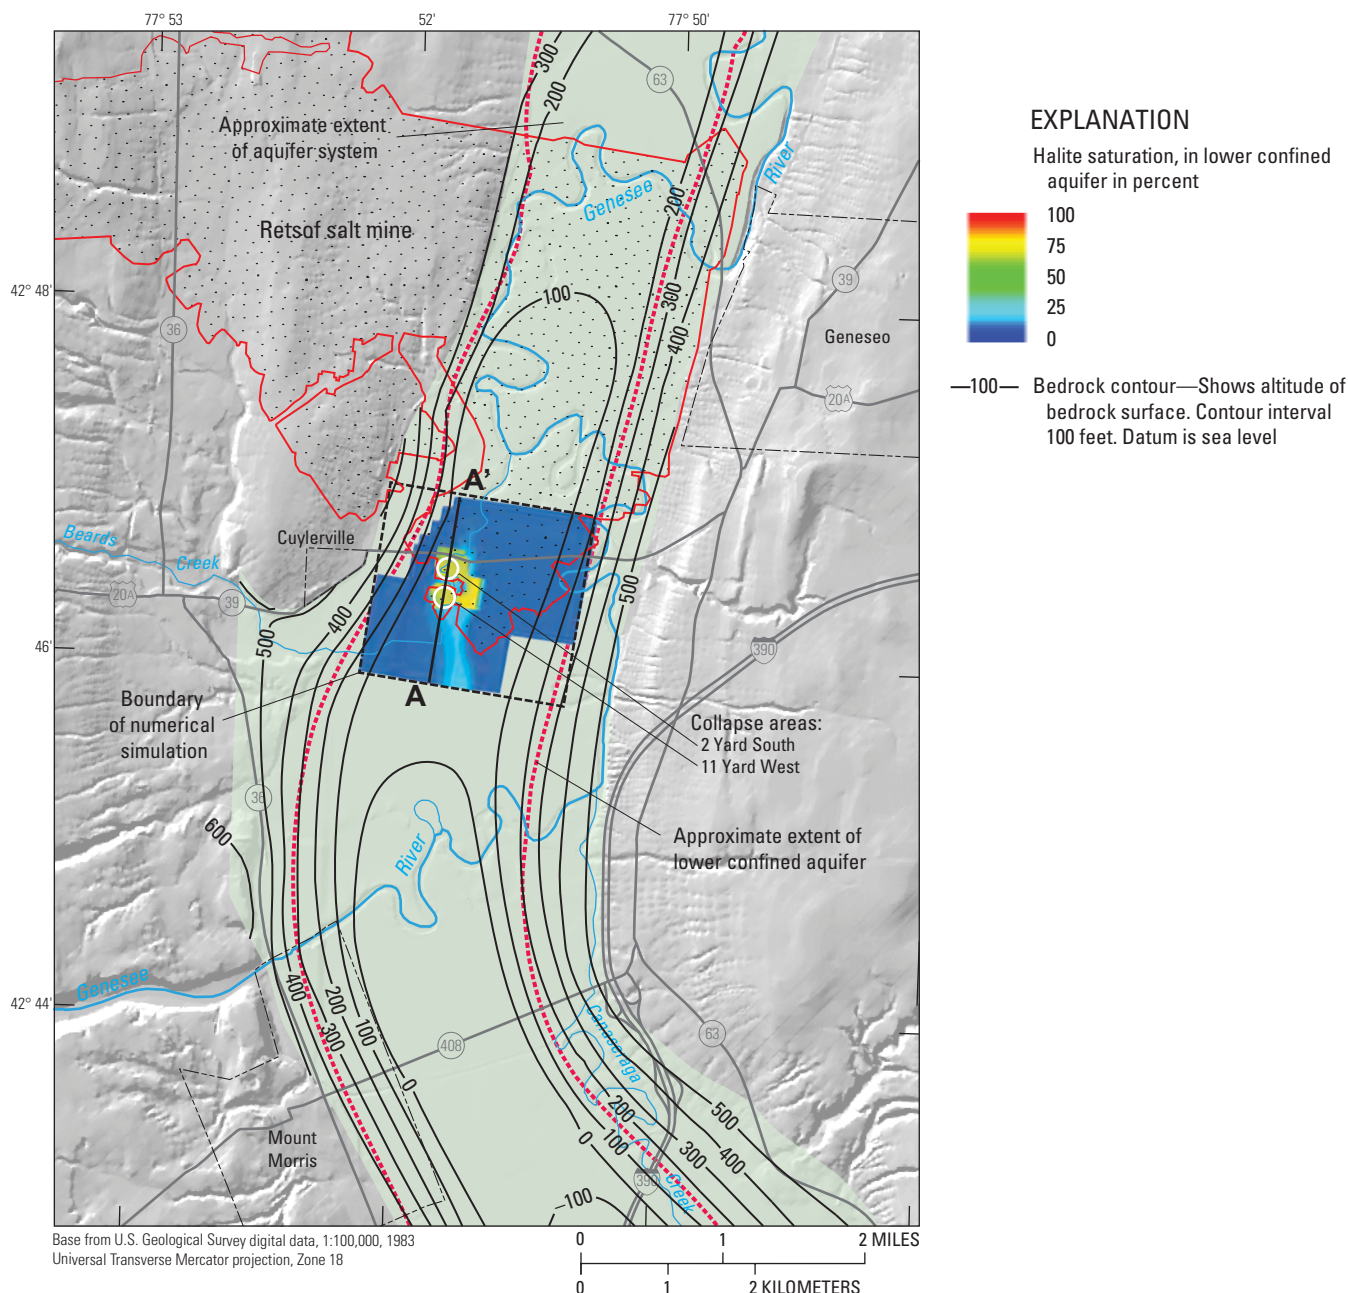 77° 53
52'
77° 50'
300
200
63
Approximate extent
of aquifer system
River
Genesee
200
Retsof salt mine
42° 48'
100
300
39
36
400
Geneseo
20A
A'
Beards
Creek
Cuylerville
20A
39
400
500
500
46'
390
Boundary
of numerical
simulation
A
Collapse areas:
2 Yard South
11 Yard West
36
600
River
Approximate extent of
lower confined aquifer
Genesee
42° 44'
400
200
300
100
0
408
Canaseraga
Creek
63
500
200
400
300
100
0
390
–100
Mount
Morris
Base from U.S. Geological Survey digital data, 1:100,000, 1983
Universal Transverse Mercator projection, Zone 18
0 1 2 MILES
0 1 2 KILOMETERS
EXPLANATION
Halite saturation, in lower confined
aquifer in percent
100
75
50
25
0
—100— Bedrock contour—Shows altitude of
bedrock surface. Contour interval
100 feet. Datum is sea level